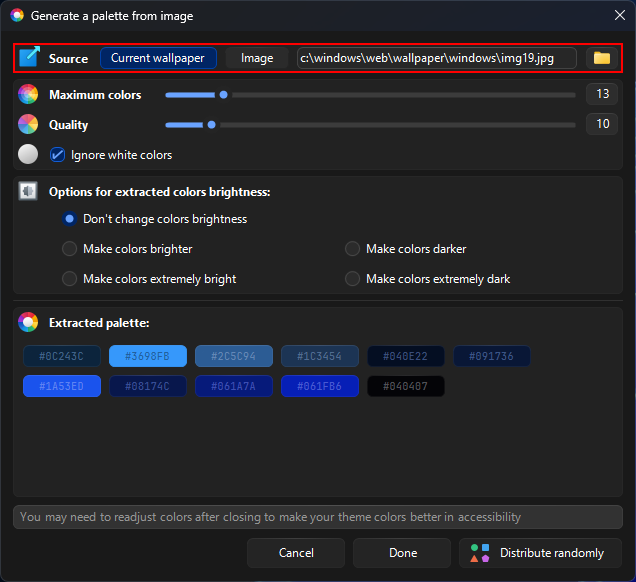 Generate a palette from image
Source Current wallpaper Image c:\windows\web\wallpaper\windows\img19.jpg
Maximum colors 13
Quality 10
Ignore white colors
Options for extracted colors brightness:
Don't change colors brightness
Make colors brighter Make colors darker
Make colors extremely bright Make colors extremely dark
Extracted palette:
#0C243C #3698FB #2C5C94 #1C3454 #040E22 #091736
#1A53ED #08174C #061A7A #061FB6 #040407
You may need to readjust colors after closing to make your theme colors better in accessibility
Cancel Done Distribute randomly